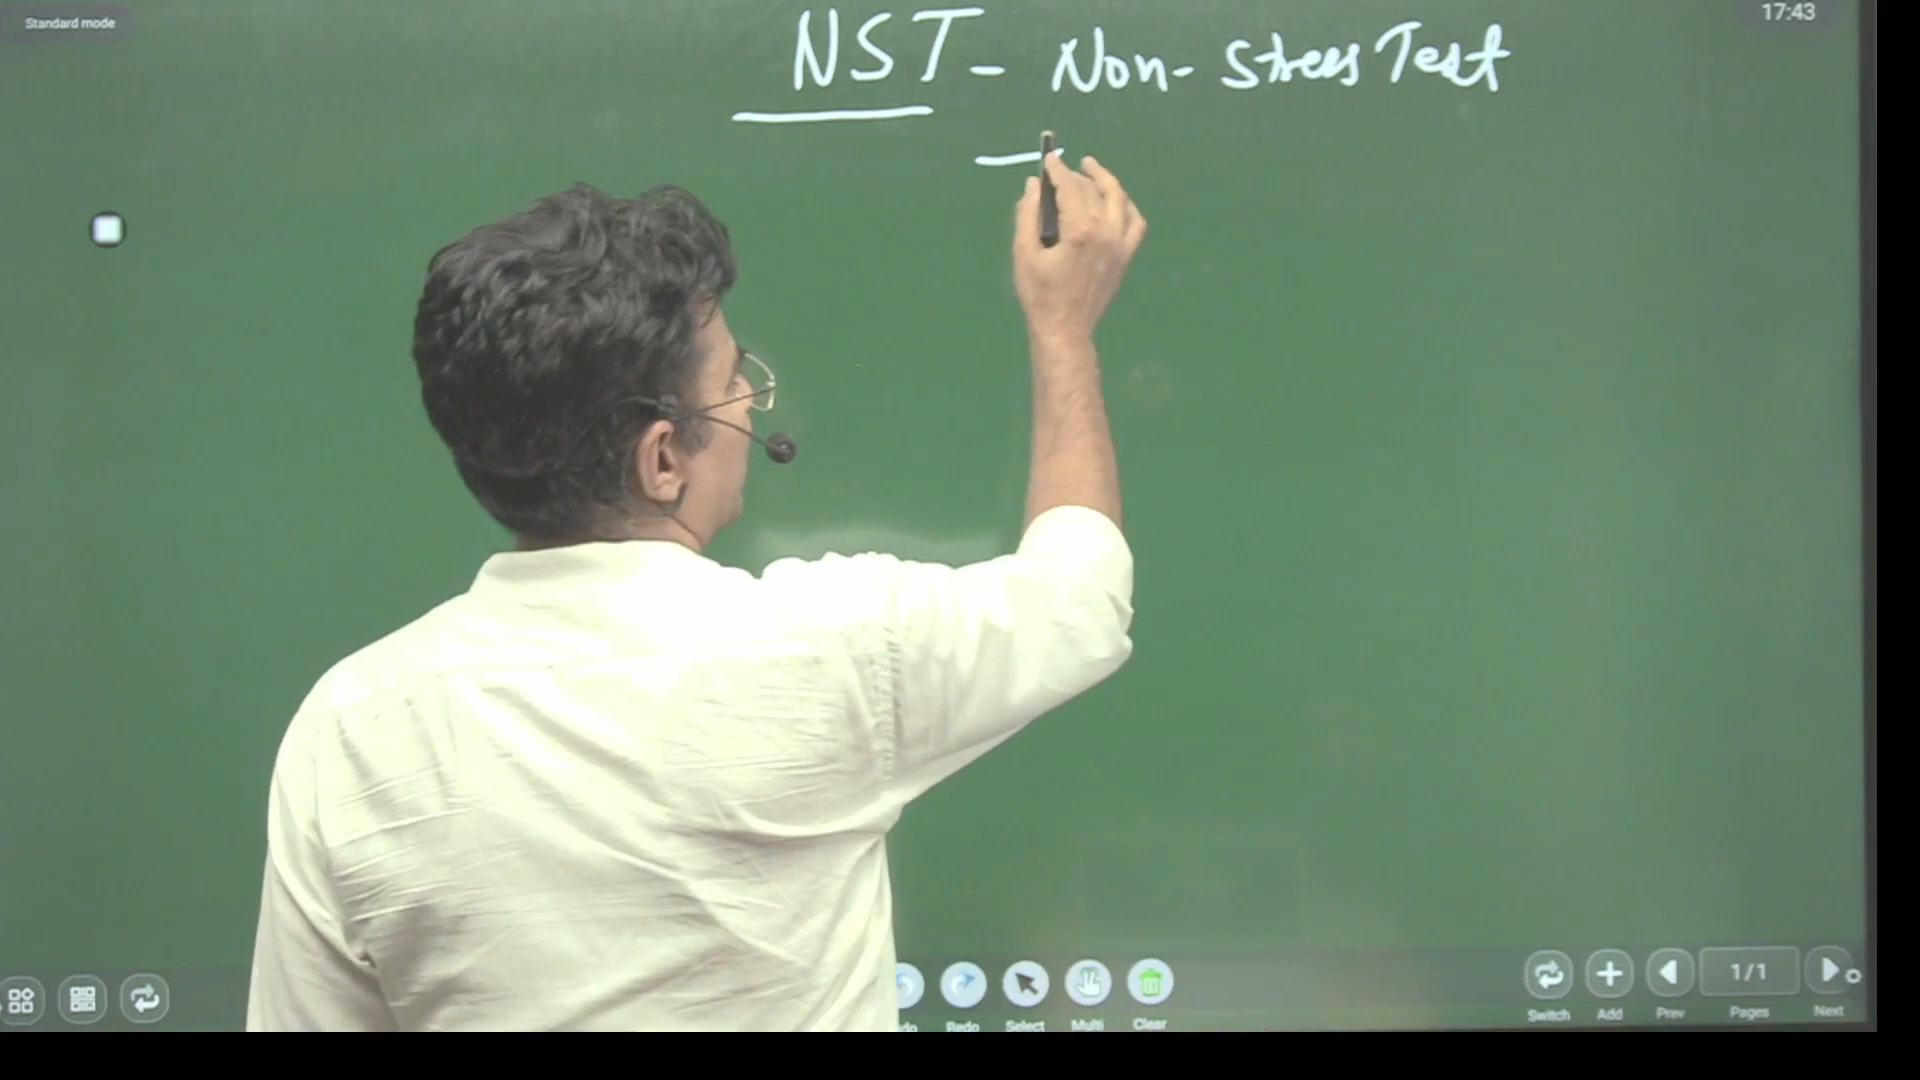 Standard mode
17:43
NST - Non-Stress Test
Redo
Select
Multi
Clear
Switch
Add
Prev
1/1
Pages
Next